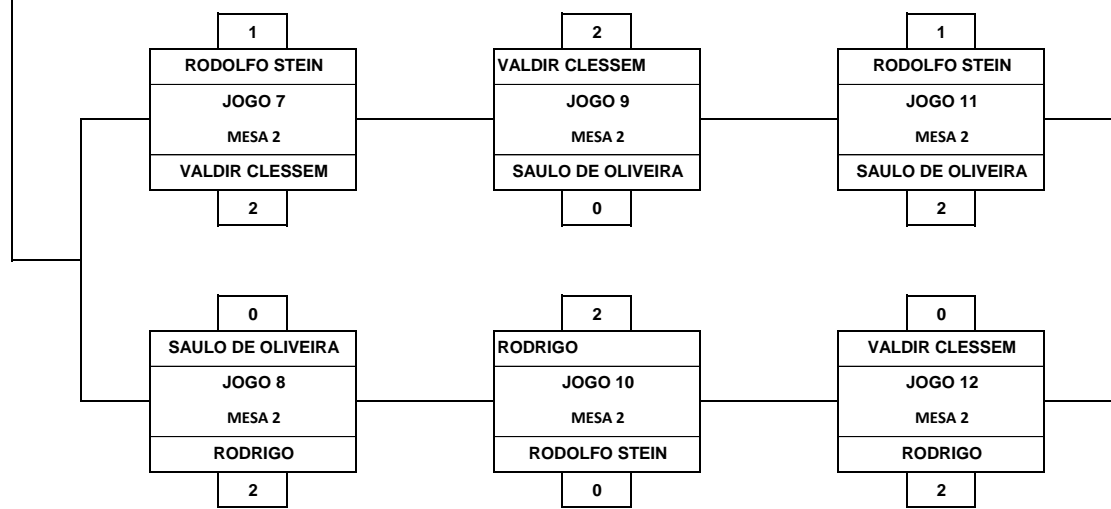 1
RODOLFO STEIN
JOGO 7
MESA 2
VALDIR CLESSEM
2
2
VALDIR CLESSEM
JOGO 9
MESA 2
SAULO DE OLIVEIRA
0
1
RODOLFO STEIN
JOGO 11
MESA 2
SAULO DE OLIVEIRA
2
0
SAULO DE OLIVEIRA
JOGO 8
MESA 2
RODRIGO
2
2
RODRIGO
JOGO 10
MESA 2
RODOLFO STEIN
0
0
VALDIR CLESSEM
JOGO 12
MESA 2
RODRIGO
2